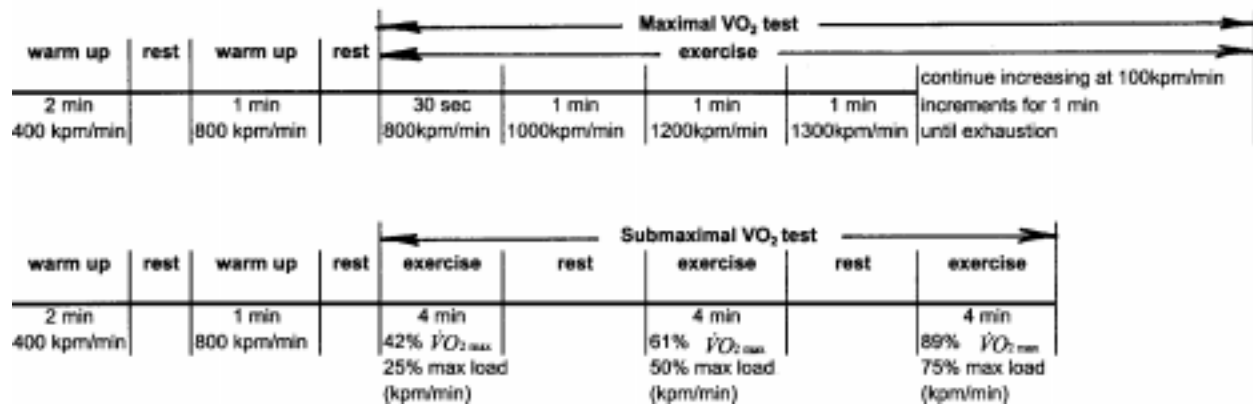 Maximal VO2 test
warm up rest warm up rest exercise
continue increasing at 100kpm/min
2 min 1 min 30 sec 1 min 1 min 1 min increments for 1 min
400 kpm/min 800 kpm/min 800kpm/min 1000kpm/min 1200kpm/min 1300kpm/min until exhaustion
Submaximal VO2 test
warm up rest warm up rest exercise rest exercise rest exercise
2 min 1 min 4 min 4 min 4 min
400 kpm/min 800 kpm/min 42% V̇O2 max 61% V̇O2 max 89% V̇O2
25% max load 50% max load 75% max load
(kpm/min) (kpm/min) (kpm/min)